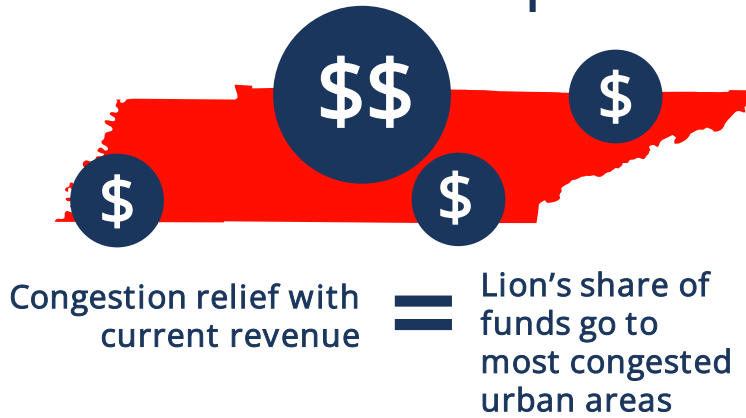 $$
$
$
$
Congestion relief with
current revenue
=
Lion's share of
funds go to
most congested
urban areas